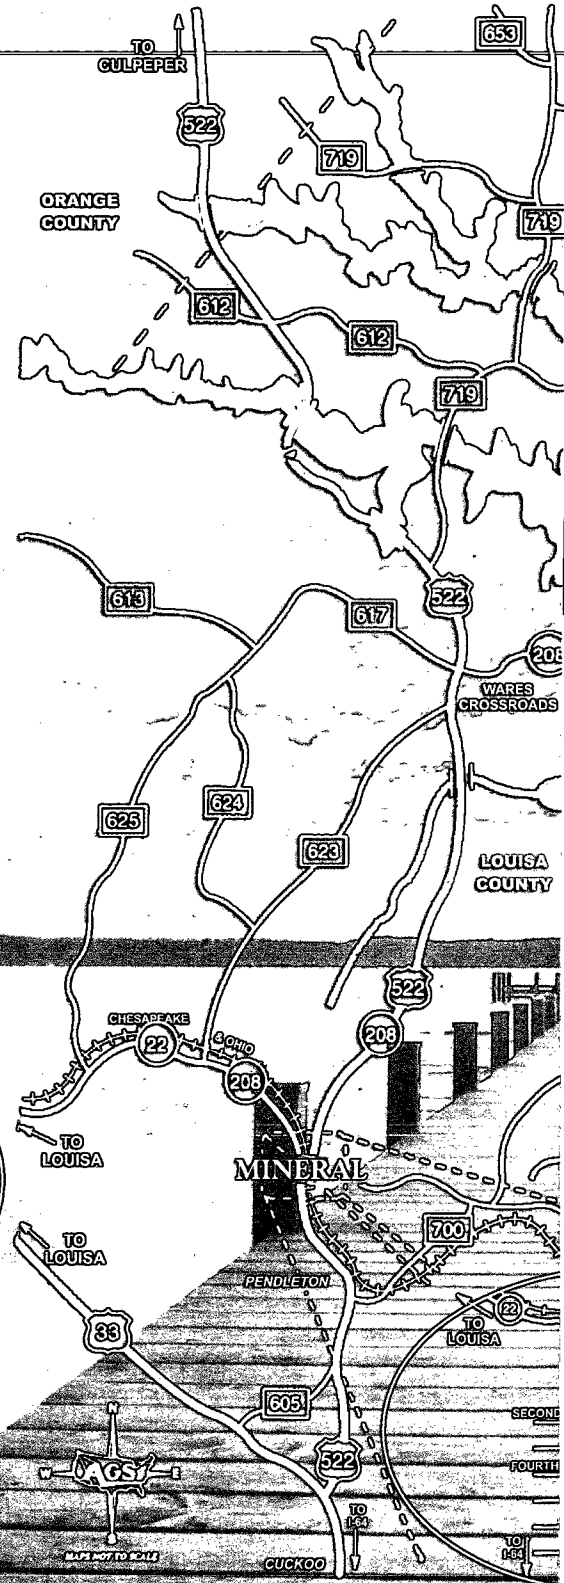 653
TO
CULPEPER
522
719
ORANGE
COUNTY
719
612
612
719
522
613
617
208
WARES
CROSSROADS
625
624
623
LOUISA
COUNTY
522
CHESAPEAKE
& OHIO
22
208
208
TO
LOUISA
MINERAL
TO
LOUISA
700
PENDLETON
22
TO
LOUISA
33
605
SECOND
N
W
AGSI
E
S
FOURTH
522
TO
I-64
TO
I-64
MAPS NOT TO SCALE
CUCKOO